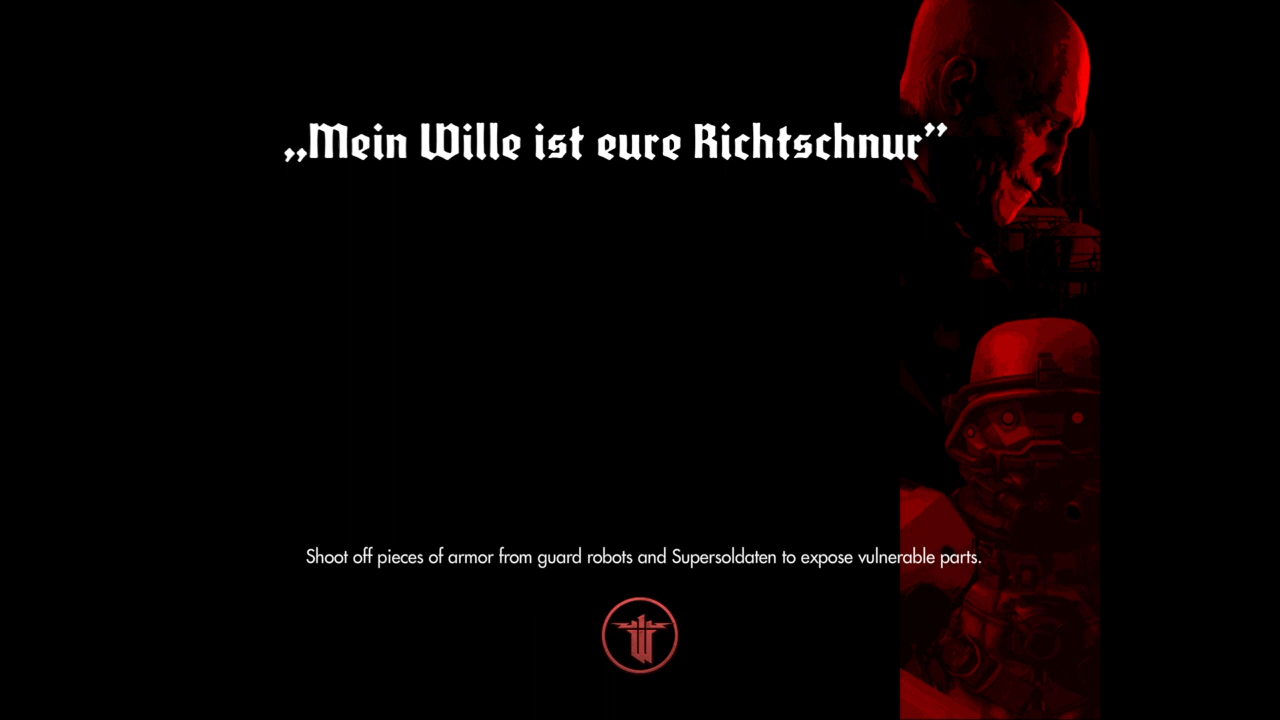 „Mein Wille ist eure Richtschnur”
Shoot off pieces of armor from guard robots and Supersoldaten to expose vulnerable parts.